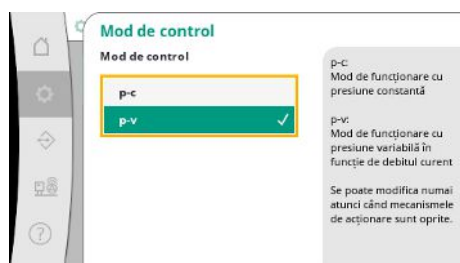 Mod de control
Mod de control
p-c
p-v
p-c:
Mod de funcționare cu
presiune constantă
p-v:
Mod de funcționare cu
presiune variabilă în
funcție de debitul curent
Se poate modifica numai
atunci când mecanismele
de acționare sunt oprite.
?